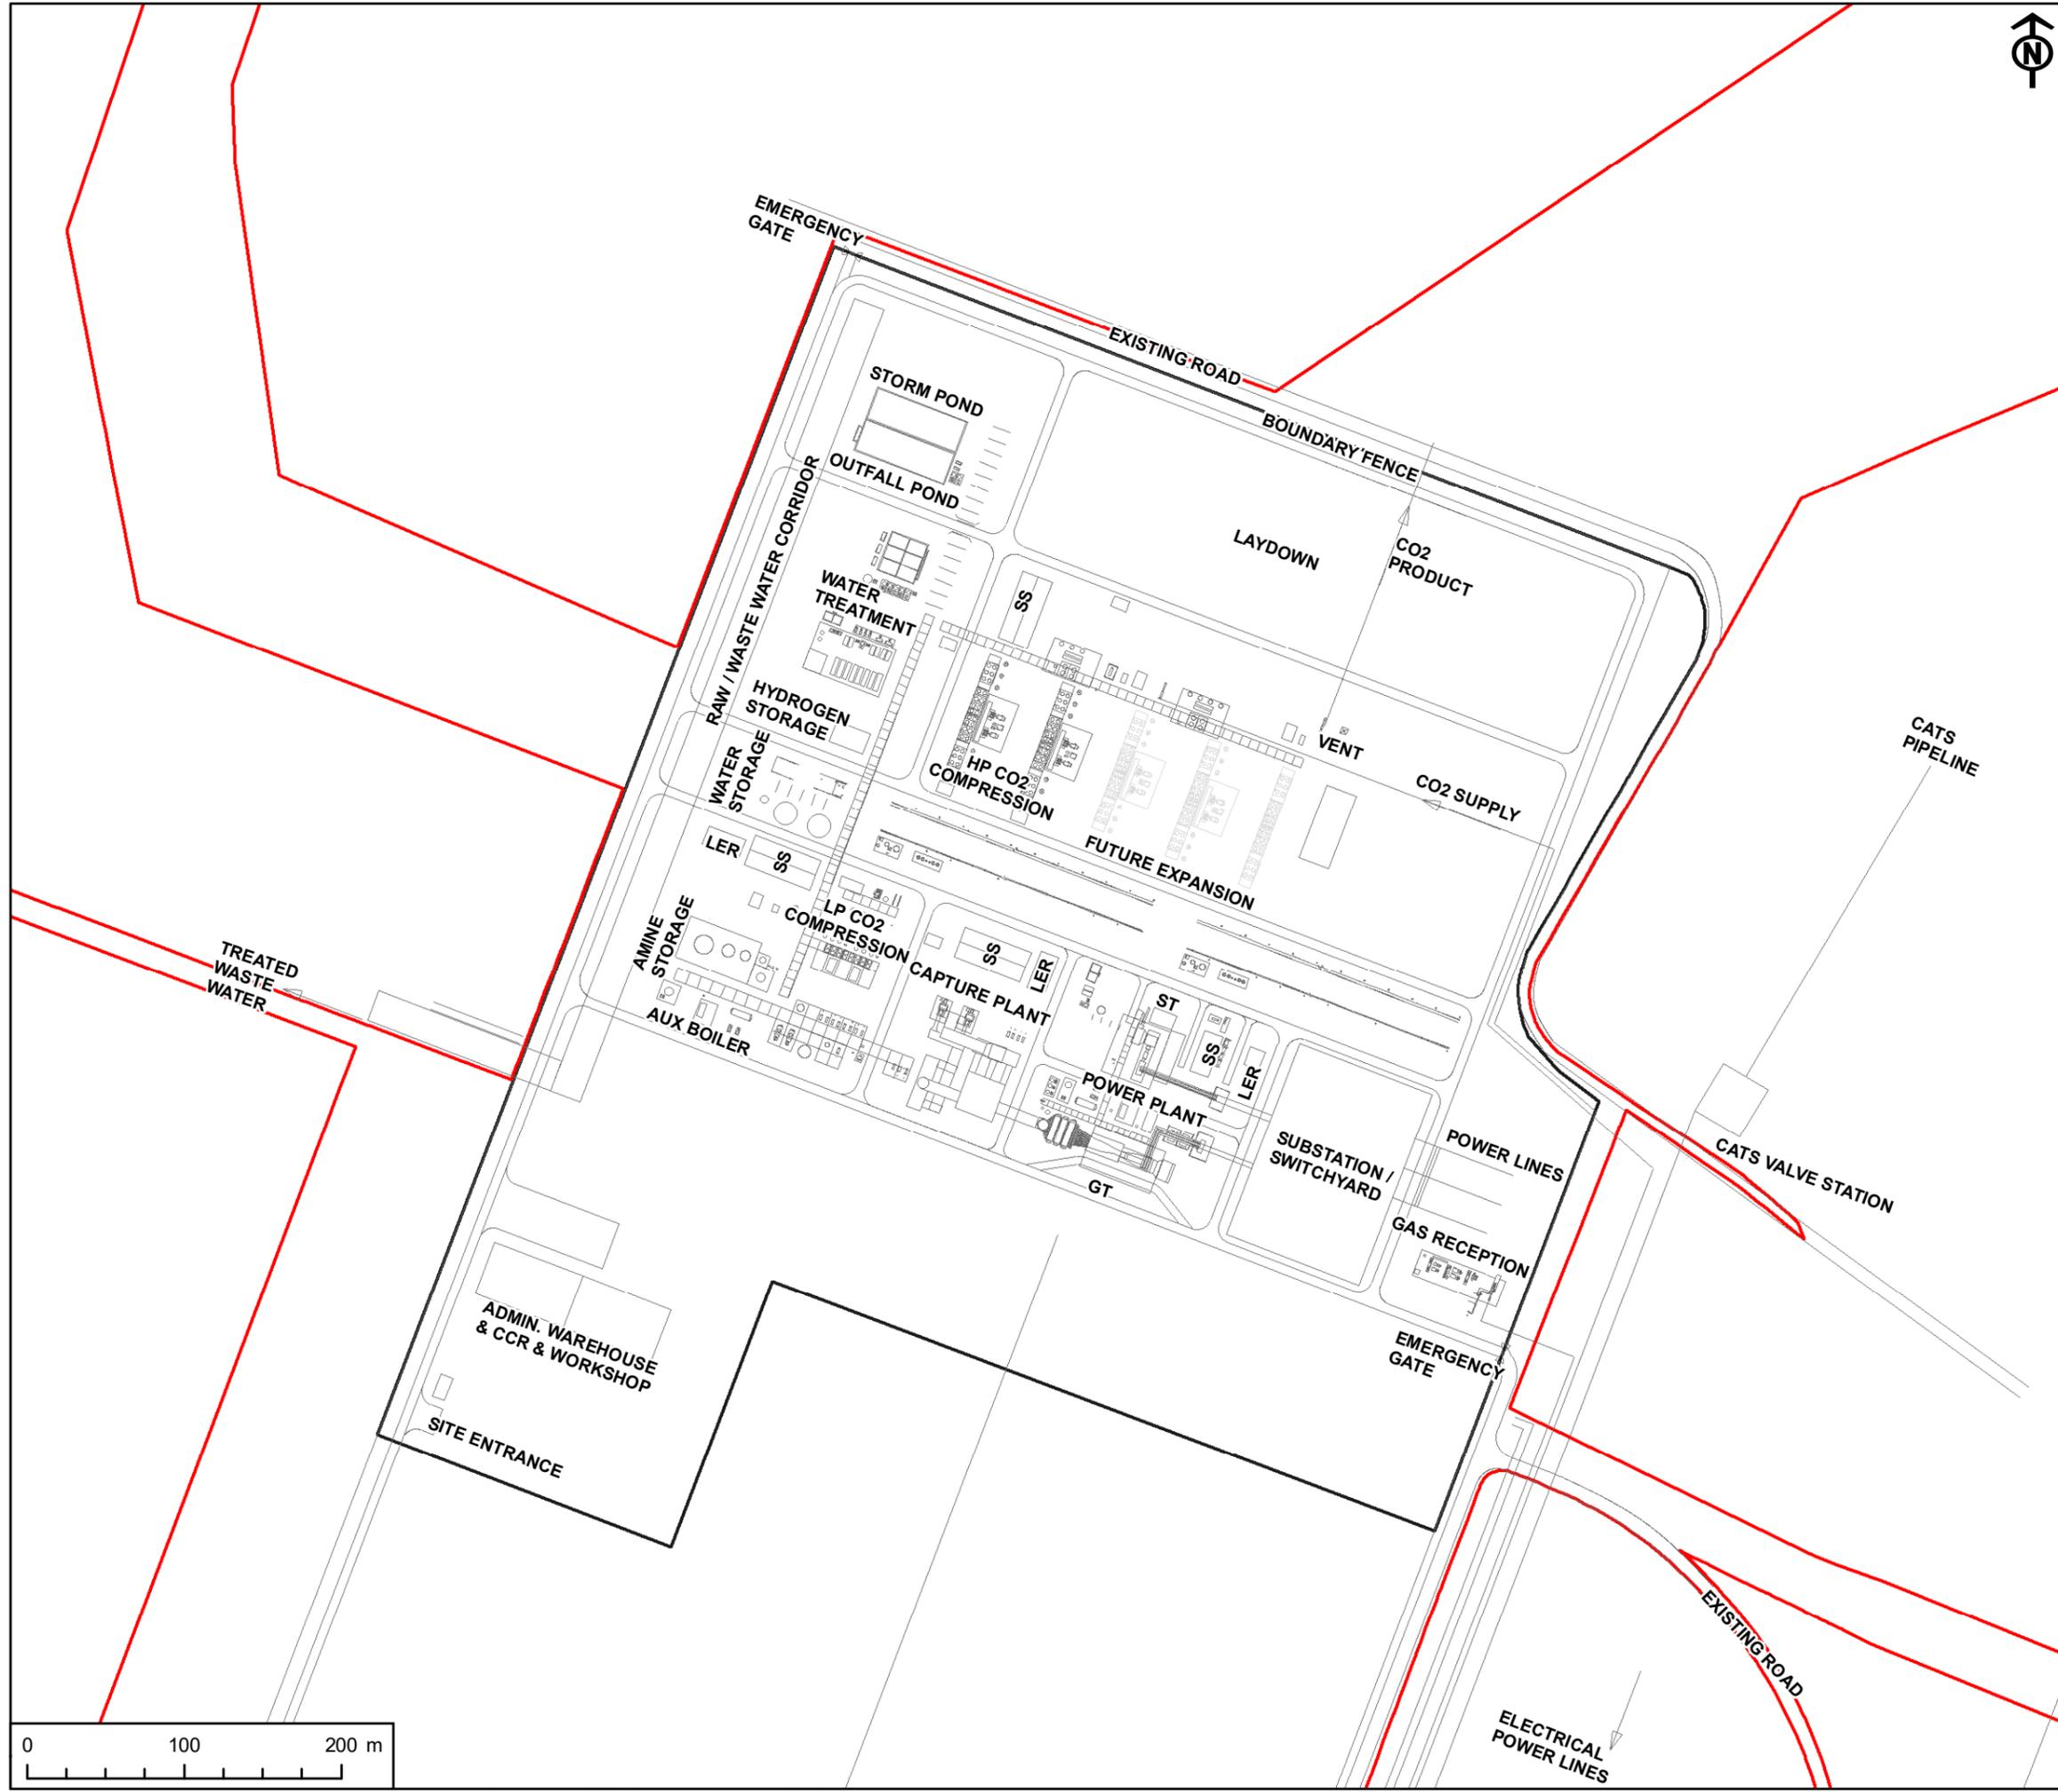 N
EMERGENCY
GATE
EXISTING ROAD
STORM POND
BOUNDARY FENCE
OUTFALL POND
RAW / WASTE WATER CORRIDOR
LAYDOWN
CO2
PRODUCT
WATER
TREATMENT
SS
HYDROGEN
STORAGE
VENT
CATS
PIPELINE
WATER
STORAGE
HP CO2
COMPRESSION
CO2 SUPPLY
LER
SS
FUTURE EXPANSION
LP CO2
COMPRESSION
AMINE
STORAGE
SS
LER
CAPTURE PLANT
TREATED
WASTE
WATER
ST
AUX BOILER
SS
LER
POWER PLANT
SUBSTATION /
SWITCHYARD
POWER LINES
CATS VALVE STATION
GT
GAS RECEPTION
ADMIN. WAREHOUSE
& CCR & WORKSHOP
EMERGENCY
GATE
SITE ENTRANCE
EXISTING ROAD
ELECTRICAL
POWER LINES
0 100 200 m